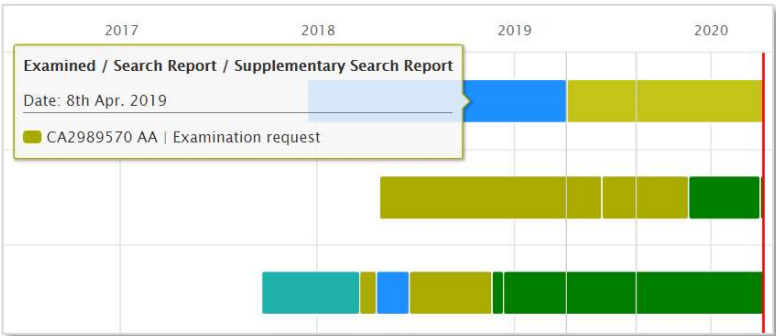 2017 2018 2019 2020
Examined / Search Report / Supplementary Search Report
Date: 8th Apr. 2019
CA2989570 AA | Examination request